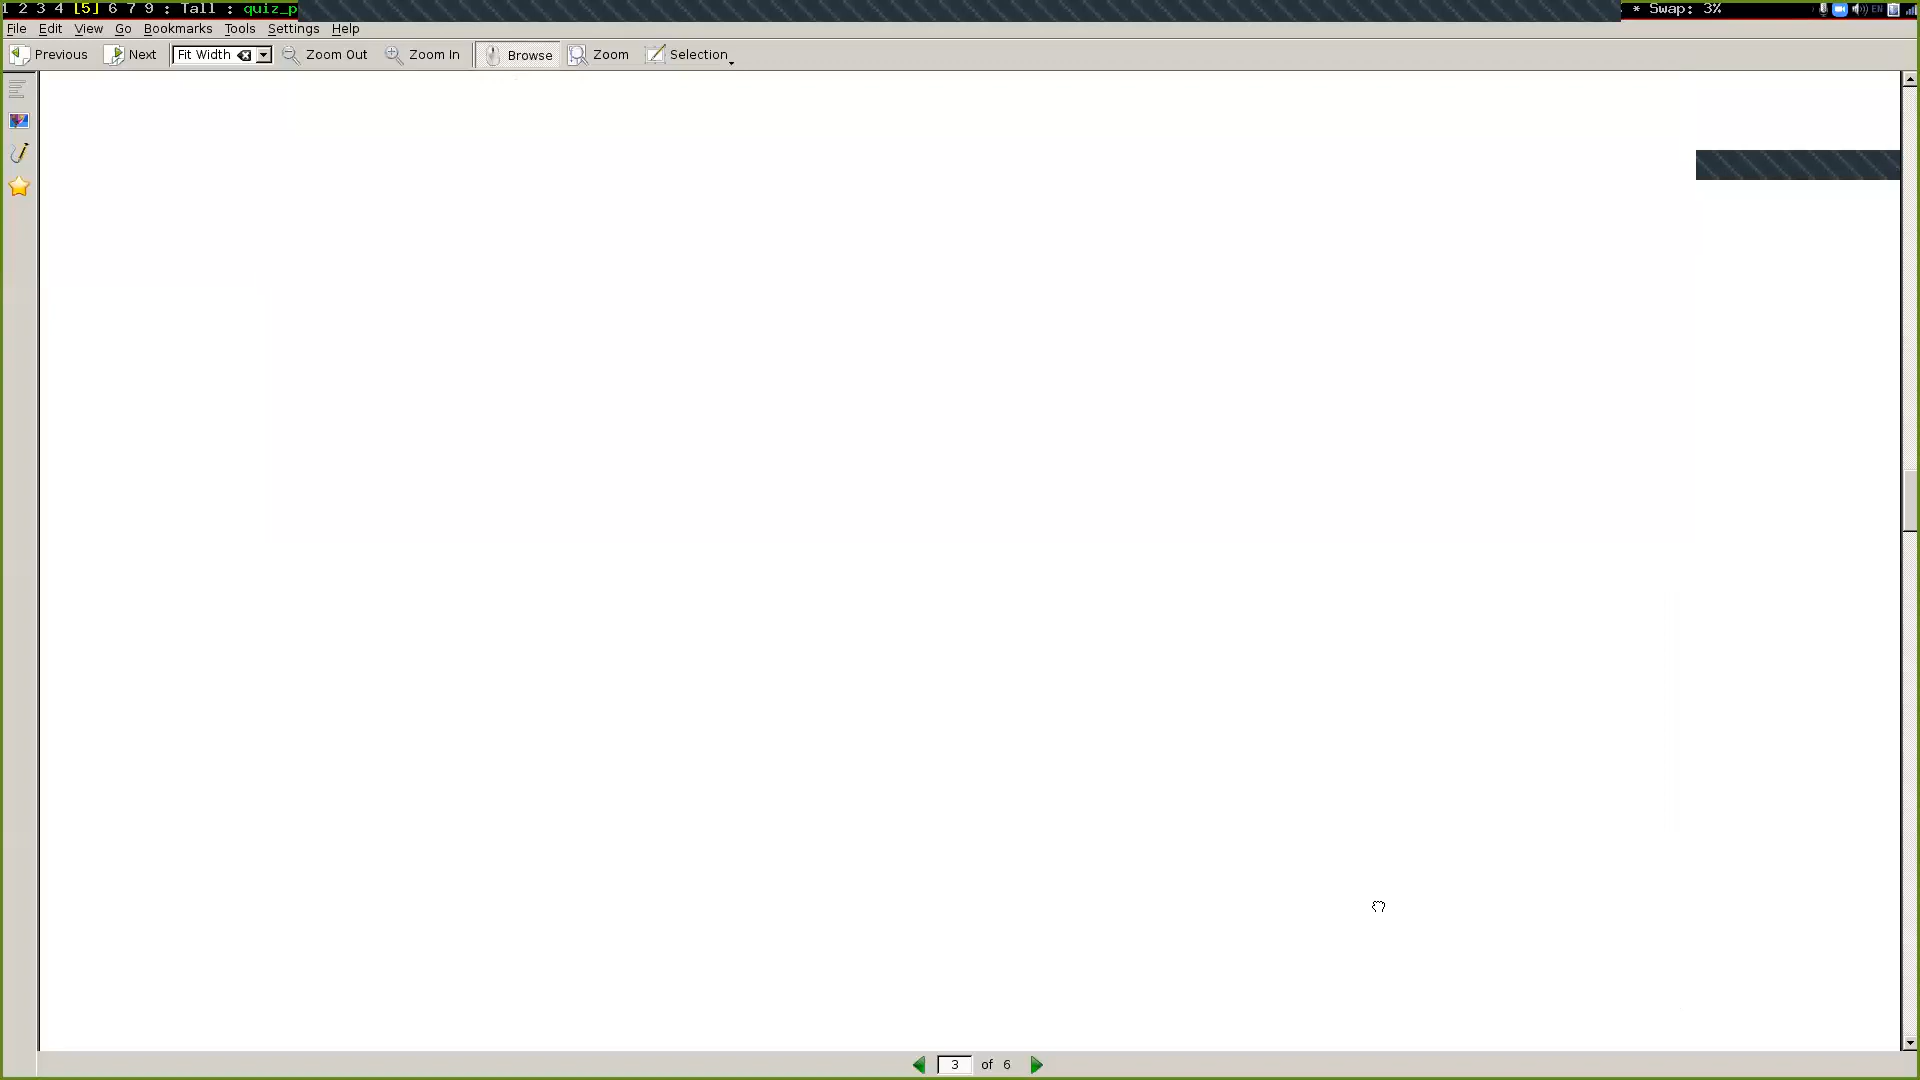 1 2 3 4 [5] 6 7 9 : Tall : quiz_p
* Swap: 3%
EN
File Edit View Go Bookmarks Tools Settings Help
Previous Next Fit Width Zoom Out Zoom In Browse Zoom Selection
3 of 6